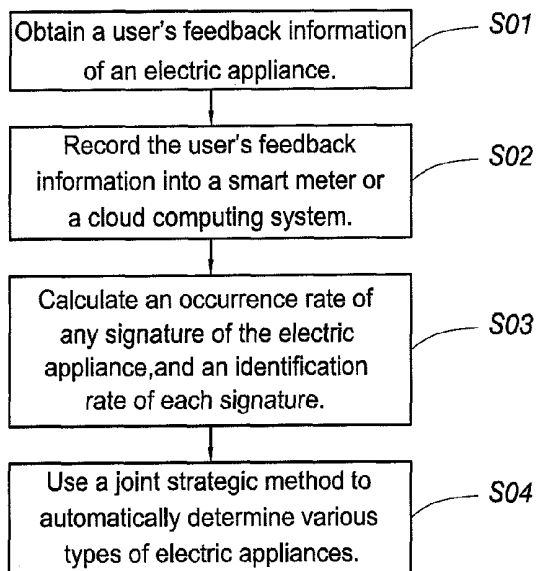 Obtain a user's feedback information
of an electric appliance.
S01
Record the user's feedback
information into a smart meter or
a cloud computing system.
S02
Calculate an occurrence rate of
any signature of the electric
appliance,and an identification
rate of each signature.
S03
Use a joint strategic method to
automatically determine various
types of electric appliances.
S04